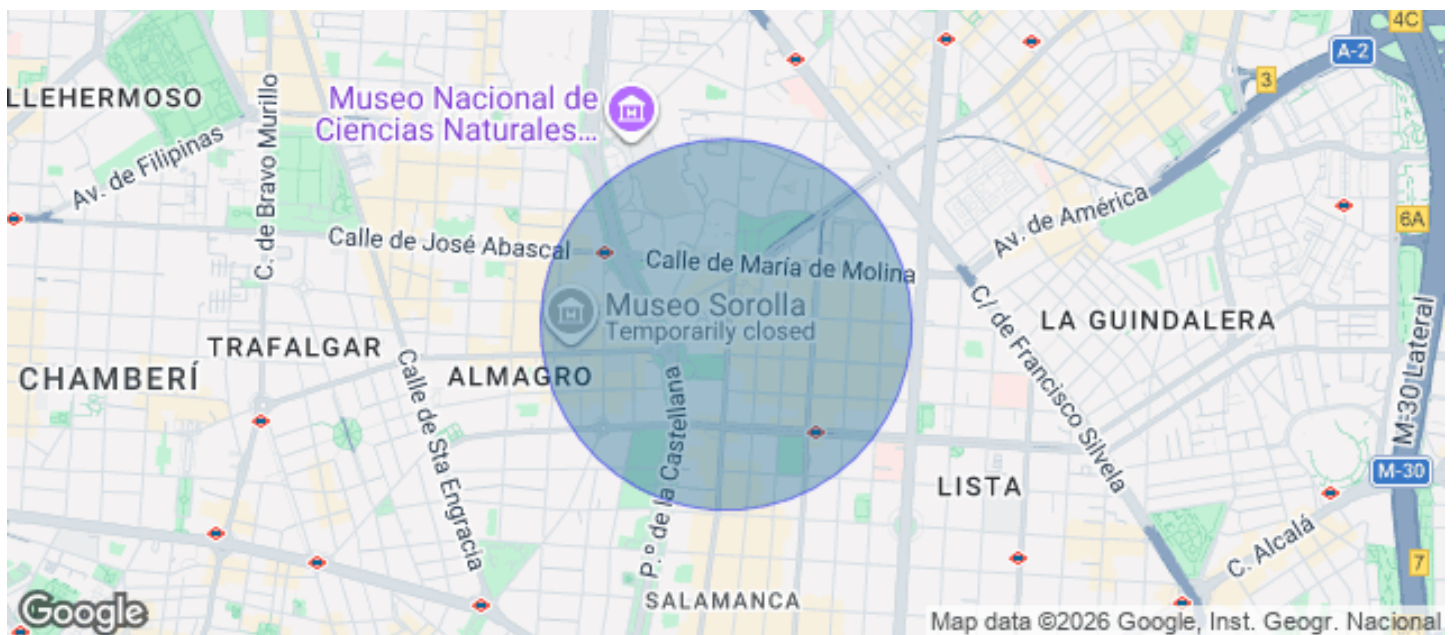 4C
A-2
3
LLEHERMOSO
Museo Nacional de
Ciencias Naturales...
Av. de Filipinas
C. de Bravo Murillo
Av. de América
6A
Calle de José Abascal
Calle de María de Molina
Museo Sorolla
Temporarily closed
LA GUINDALERA
TRAFALGAR
CHAMBERÍ
ALMAGRO
Calle de Sta Engracia
P.º de la Castellana
C/ de Francisco Silvela
M-30 Lateral
M-30
LISTA
C. Alcalá
7
SALAMANCA
Google
Map data ©2026 Google, Inst. Geogr. Nacional